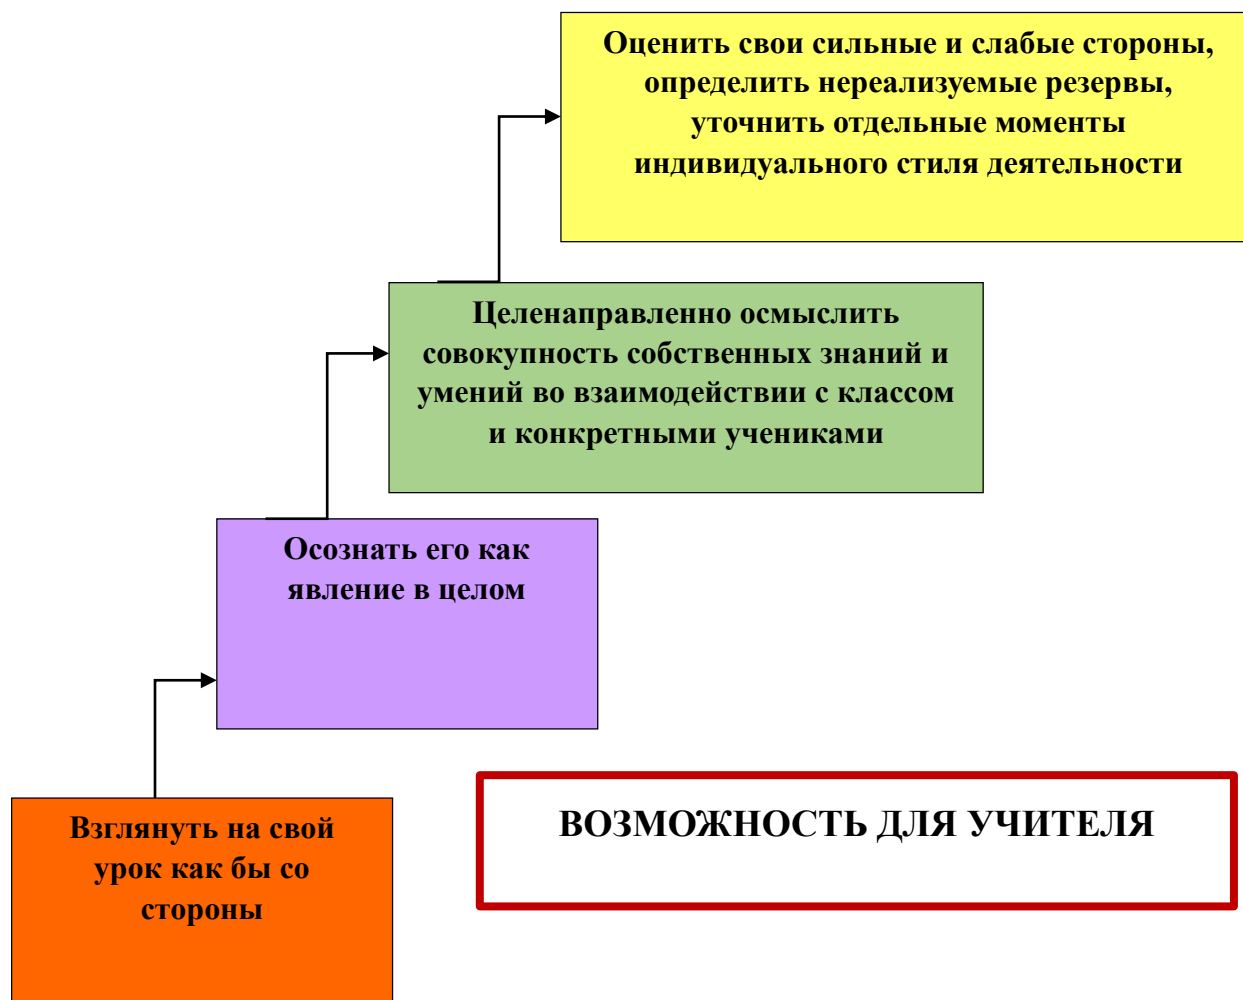 Оценить свои сильные и слабые стороны,
определить нереализуемые резервы,
уточнить отдельные моменты
индивидуального стиля деятельности
Целенаправленно осмыслить
совокупность собственных знаний и
умений во взаимодействии с классом
и конкретными учениками
Осознать его как
явление в целом
Взглянуть на свой
урок как бы со
стороны
ВОЗМОЖНОСТЬ ДЛЯ УЧИТЕЛЯ